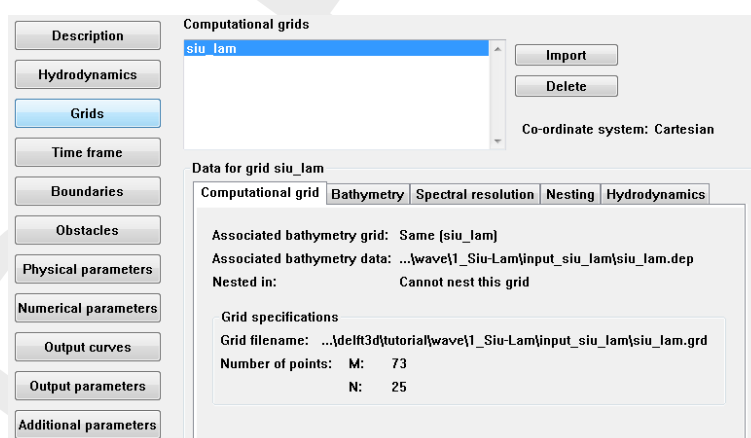 Description
Hydrodynamics
Grids
Time frame
Boundaries
Obstacles
Physical parameters
Numerical parameters
Output curves
Output parameters
Additional parameters
Computational grids
siu_lam
Import
Delete
Co-ordinate system: Cartesian
Data for grid siu_lam
Computational grid Bathymetry Spectral resolution Nesting Hydrodynamics
Associated bathymetry grid: Same (siu_lam)
Associated bathymetry data: ...\wave\1_Siu-Lam\input_siu_lam\siu_lam.dep
Nested in: Cannot nest this grid
Grid specifications
Grid filename: ...\delft3d\tutorial\wave\1_Siu-Lam\input_siu_lam\siu_lam.grd
Number of points: M: 73
N: 25